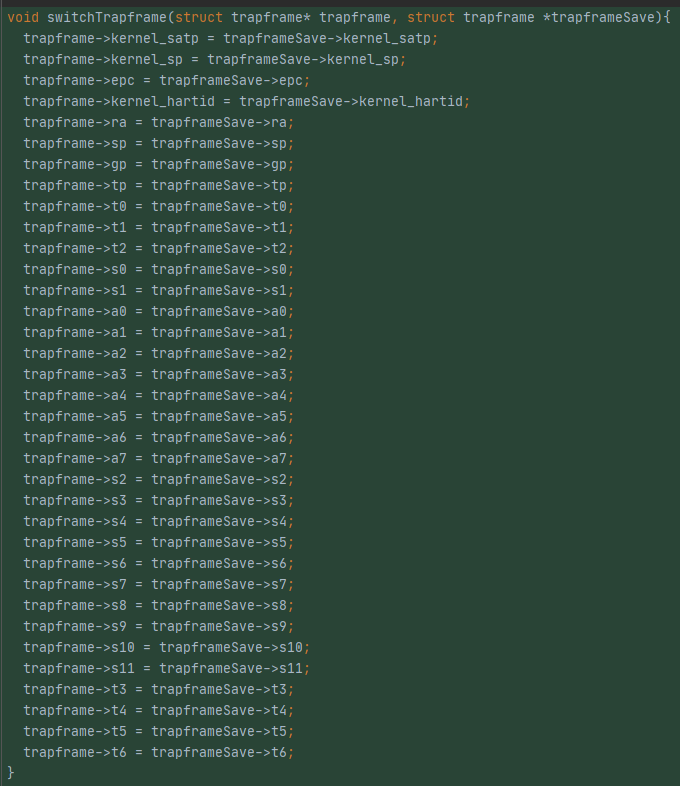 void switchTrapframe(struct trapframe* trapframe, struct trapframe *trapframeSave){
  trapframe->kernel_satp = trapframeSave->kernel_satp;
  trapframe->kernel_sp = trapframeSave->kernel_sp;
  trapframe->epc = trapframeSave->epc;
  trapframe->kernel_hartid = trapframeSave->kernel_hartid;
  trapframe->ra = trapframeSave->ra;
  trapframe->sp = trapframeSave->sp;
  trapframe->gp = trapframeSave->gp;
  trapframe->tp = trapframeSave->tp;
  trapframe->t0 = trapframeSave->t0;
  trapframe->t1 = trapframeSave->t1;
  trapframe->t2 = trapframeSave->t2;
  trapframe->s0 = trapframeSave->s0;
  trapframe->s1 = trapframeSave->s1;
  trapframe->a0 = trapframeSave->a0;
  trapframe->a1 = trapframeSave->a1;
  trapframe->a2 = trapframeSave->a2;
  trapframe->a3 = trapframeSave->a3;
  trapframe->a4 = trapframeSave->a4;
  trapframe->a5 = trapframeSave->a5;
  trapframe->a6 = trapframeSave->a6;
  trapframe->a7 = trapframeSave->a7;
  trapframe->s2 = trapframeSave->s2;
  trapframe->s3 = trapframeSave->s3;
  trapframe->s4 = trapframeSave->s4;
  trapframe->s5 = trapframeSave->s5;
  trapframe->s6 = trapframeSave->s6;
  trapframe->s7 = trapframeSave->s7;
  trapframe->s8 = trapframeSave->s8;
  trapframe->s9 = trapframeSave->s9;
  trapframe->s10 = trapframeSave->s10;
  trapframe->s11 = trapframeSave->s11;
  trapframe->t3 = trapframeSave->t3;
  trapframe->t4 = trapframeSave->t4;
  trapframe->t5 = trapframeSave->t5;
  trapframe->t6 = trapframeSave->t6;
}